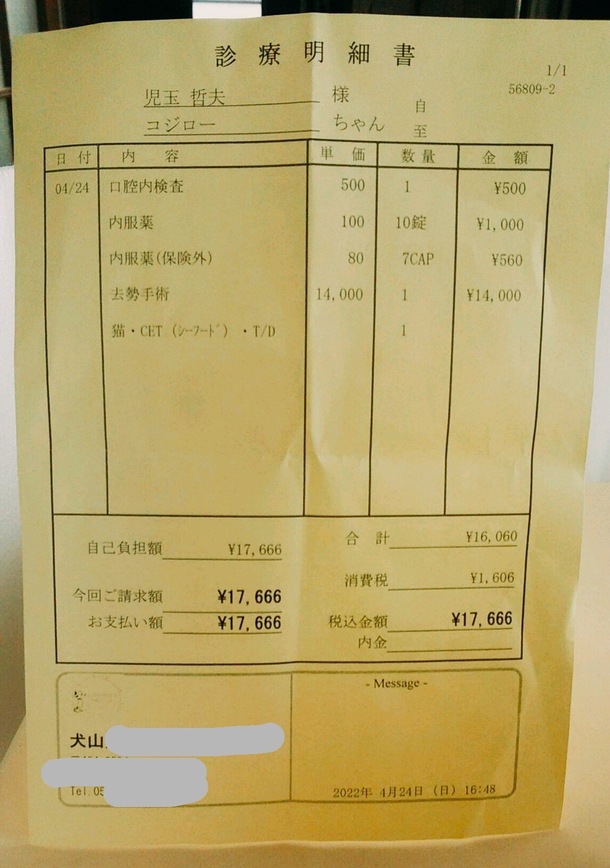 診療明細書
1/1
56809-2
児玉 哲夫 様 自
コジロー ちゃん 至
日付 内容 単価 数量 金額
04/24 口腔内検査 500 1 ¥500
内服薬 100 10錠 ¥1,000
内服薬(保険外) 80 7CAP ¥560
去勢手術 14,000 1 ¥14,000
猫・CET (ｼｰﾌｰﾄﾞ) ・T/D 1
自己負担額 ¥17,666
合計 ¥16,060
消費税 ¥1,606
今回ご請求額 ¥17,666
お支払い額 ¥17,666
税込金額 ¥17,666
内金
- Message -
犬山
Tel.05
2022年 4月24日 (日) 16:48